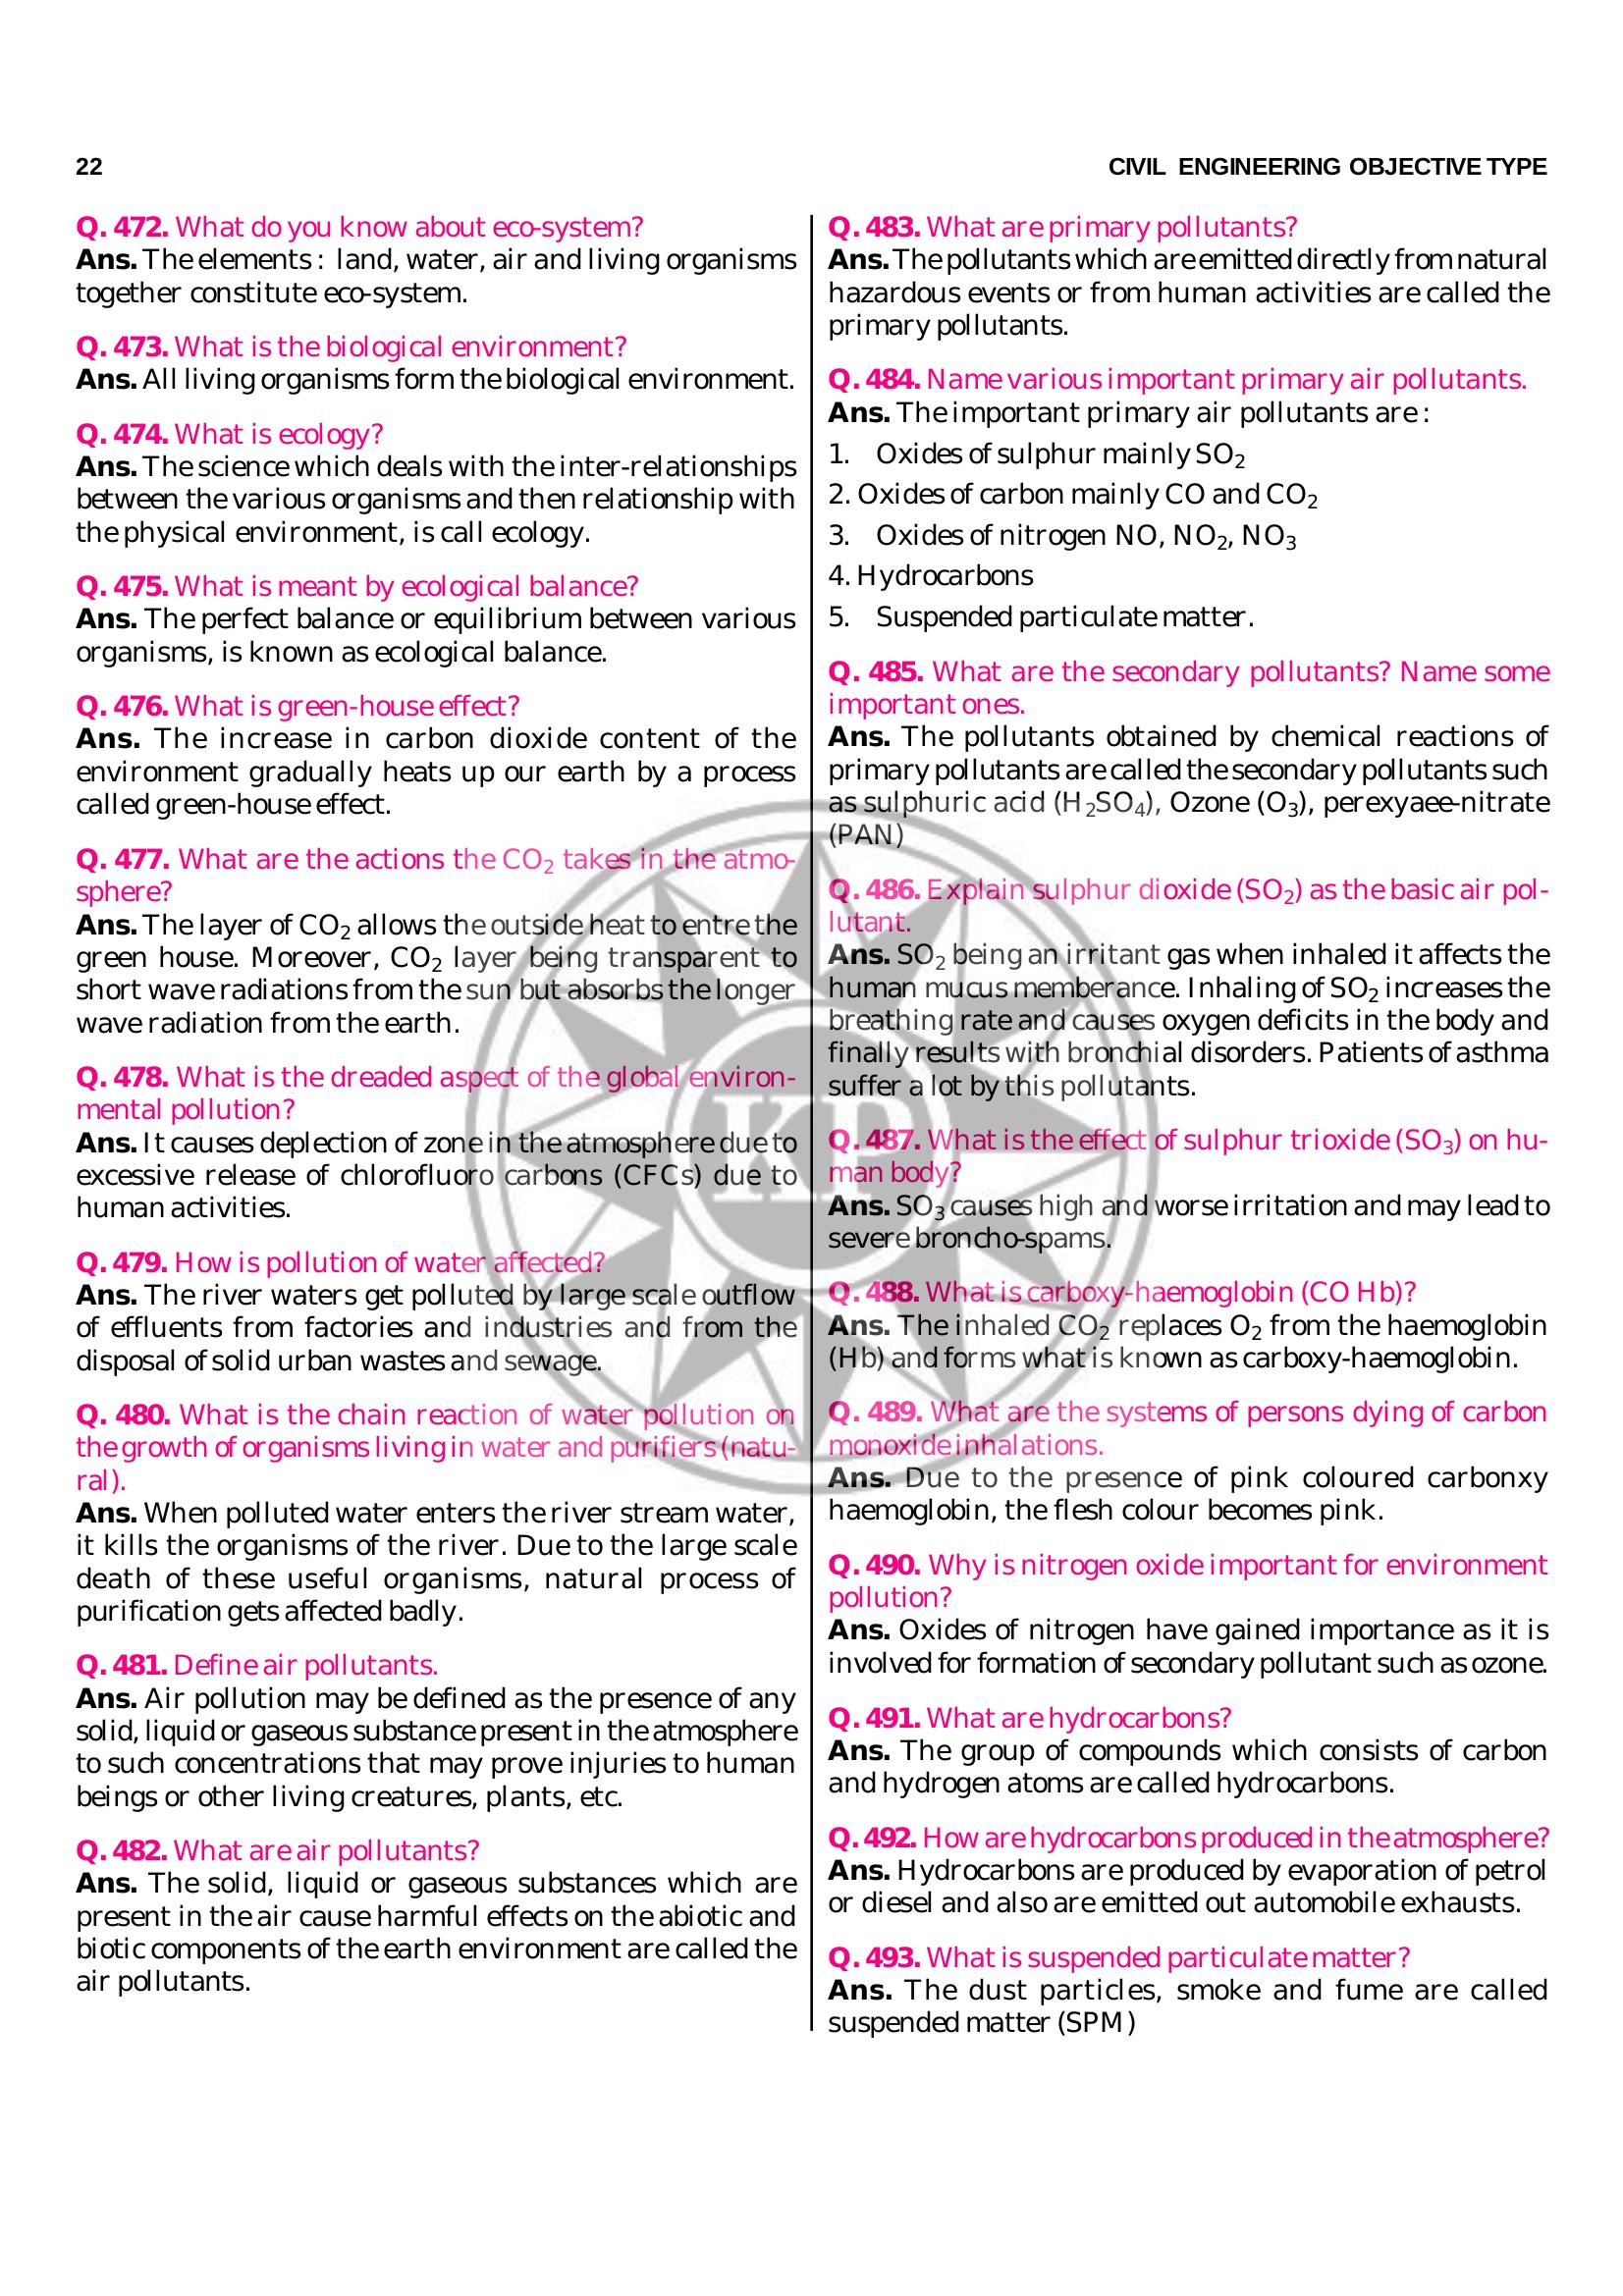 22
CIVIL ENGINEERING OBJECTIVE TYPE
Q. 472. What do you know about eco-system?
Ans. The elements : land, water, air and living organisms
together constitute eco-system.
Q. 473. What is the biological environment?
Ans. All living organisms form the biological environment.
Q. 474. What is ecology?
Ans. The science which deals with the inter-relationships
between the various organisms and then relationship with
the physical environment, is call ecology.
Q. 475. What is meant by ecological balance?
Ans. The perfect balance or equilibrium between various
organisms, is known as ecological balance.
Q. 476. What is green-house effect?
Ans. The increase in carbon dioxide content of the
environment gradually heats up our earth by a process
called green-house effect.
Q. 477. What are the actions the CO₂ takes in the atmo-
sphere?
Ans. The layer of CO₂ allows the outside heat to entre the
green house. Moreover, CO₂ layer being transparent to
short wave radiations from the sun but absorbs the longer
wave radiation from the earth.
Q. 478. What is the dreaded aspect of the global environ-
mental pollution?
Ans. It causes deplection of zone in the atmosphere due to
excessive release of chlorofluoro carbons (CFCs) due to
human activities.
Q. 479. How is pollution of water affected?
Ans. The river waters get polluted by large scale outflow
of effluents from factories and industries and from the
disposal of solid urban wastes and sewage.
Q. 480. What is the chain reaction of water pollution on
the growth of organisms living in water and purifiers (natu-
ral).
Ans. When polluted water enters the river stream water,
it kills the organisms of the river. Due to the large scale
death of these useful organisms, natural process of
purification gets affected badly.
Q. 481. Define air pollutants.
Ans. Air pollution may be defined as the presence of any
solid, liquid or gaseous substance present in the atmosphere
to such concentrations that may prove injuries to human
beings or other living creatures, plants, etc.
Q. 482. What are air pollutants?
Ans. The solid, liquid or gaseous substances which are
present in the air cause harmful effects on the abiotic and
biotic components of the earth environment are called the
air pollutants.
Q. 483. What are primary pollutants?
Ans. The pollutants which are emitted directly from natural
hazardous events or from human activities are called the
primary pollutants.
Q. 484. Name various important primary air pollutants.
Ans. The important primary air pollutants are :
1. Oxides of sulphur mainly SO₂
2. Oxides of carbon mainly CO and CO₂
3. Oxides of nitrogen NO, NO₂, NO₃
4. Hydrocarbons
5. Suspended particulate matter.
Q. 485. What are the secondary pollutants? Name some
important ones.
Ans. The pollutants obtained by chemical reactions of
primary pollutants are called the secondary pollutants such
as sulphuric acid (H₂SO₄), Ozone (O₃), perexyaee-nitrate
(PAN)
Q. 486. Explain sulphur dioxide (SO₂) as the basic air pol-
lutant.
Ans. SO₂ being an irritant gas when inhaled it affects the
human mucus memberance. Inhaling of SO₂ increases the
breathing rate and causes oxygen deficits in the body and
finally results with bronchial disorders. Patients of asthma
suffer a lot by this pollutants.
Q. 487. What is the effect of sulphur trioxide (SO₃) on hu-
man body?
Ans. SO₃ causes high and worse irritation and may lead to
severe broncho-spams.
Q. 488. What is carboxy-haemoglobin (CO Hb)?
Ans. The inhaled CO₂ replaces O₂ from the haemoglobin
(Hb) and forms what is known as carboxy-haemoglobin.
Q. 489. What are the systems of persons dying of carbon
monoxide inhalations.
Ans. Due to the presence of pink coloured carbonxy
haemoglobin, the flesh colour becomes pink.
Q. 490. Why is nitrogen oxide important for environment
pollution?
Ans. Oxides of nitrogen have gained importance as it is
involved for formation of secondary pollutant such as ozone.
Q. 491. What are hydrocarbons?
Ans. The group of compounds which consists of carbon
and hydrogen atoms are called hydrocarbons.
Q. 492. How are hydrocarbons produced in the atmosphere?
Ans. Hydrocarbons are produced by evaporation of petrol
or diesel and also are emitted out automobile exhausts.
Q. 493. What is suspended particulate matter?
Ans. The dust particles, smoke and fume are called
suspended matter (SPM)
KP